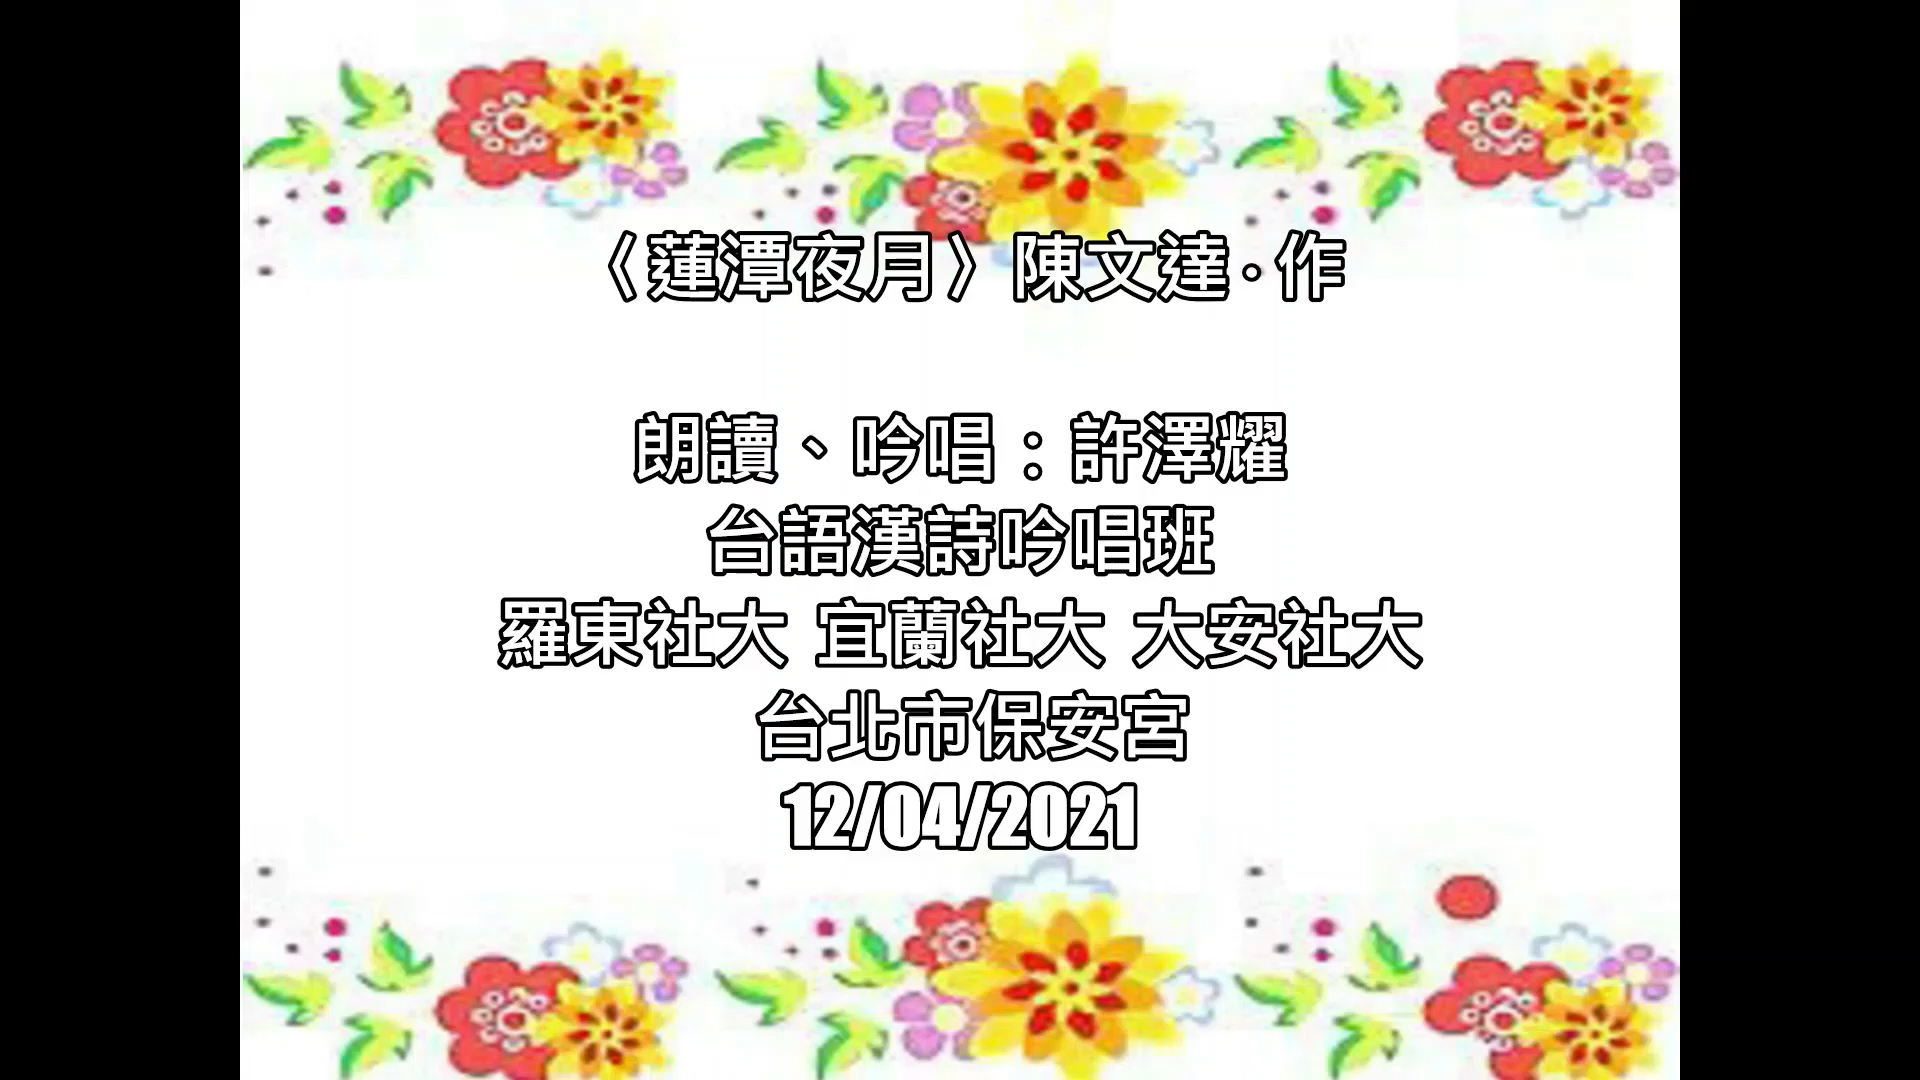 〈蓮潭夜月〉陳文達·作
朗讀、吟唱：許澤耀
台語漢詩吟唱班
羅東社大 宜蘭社大 大安社大
台北市保安宮
12/04/2021